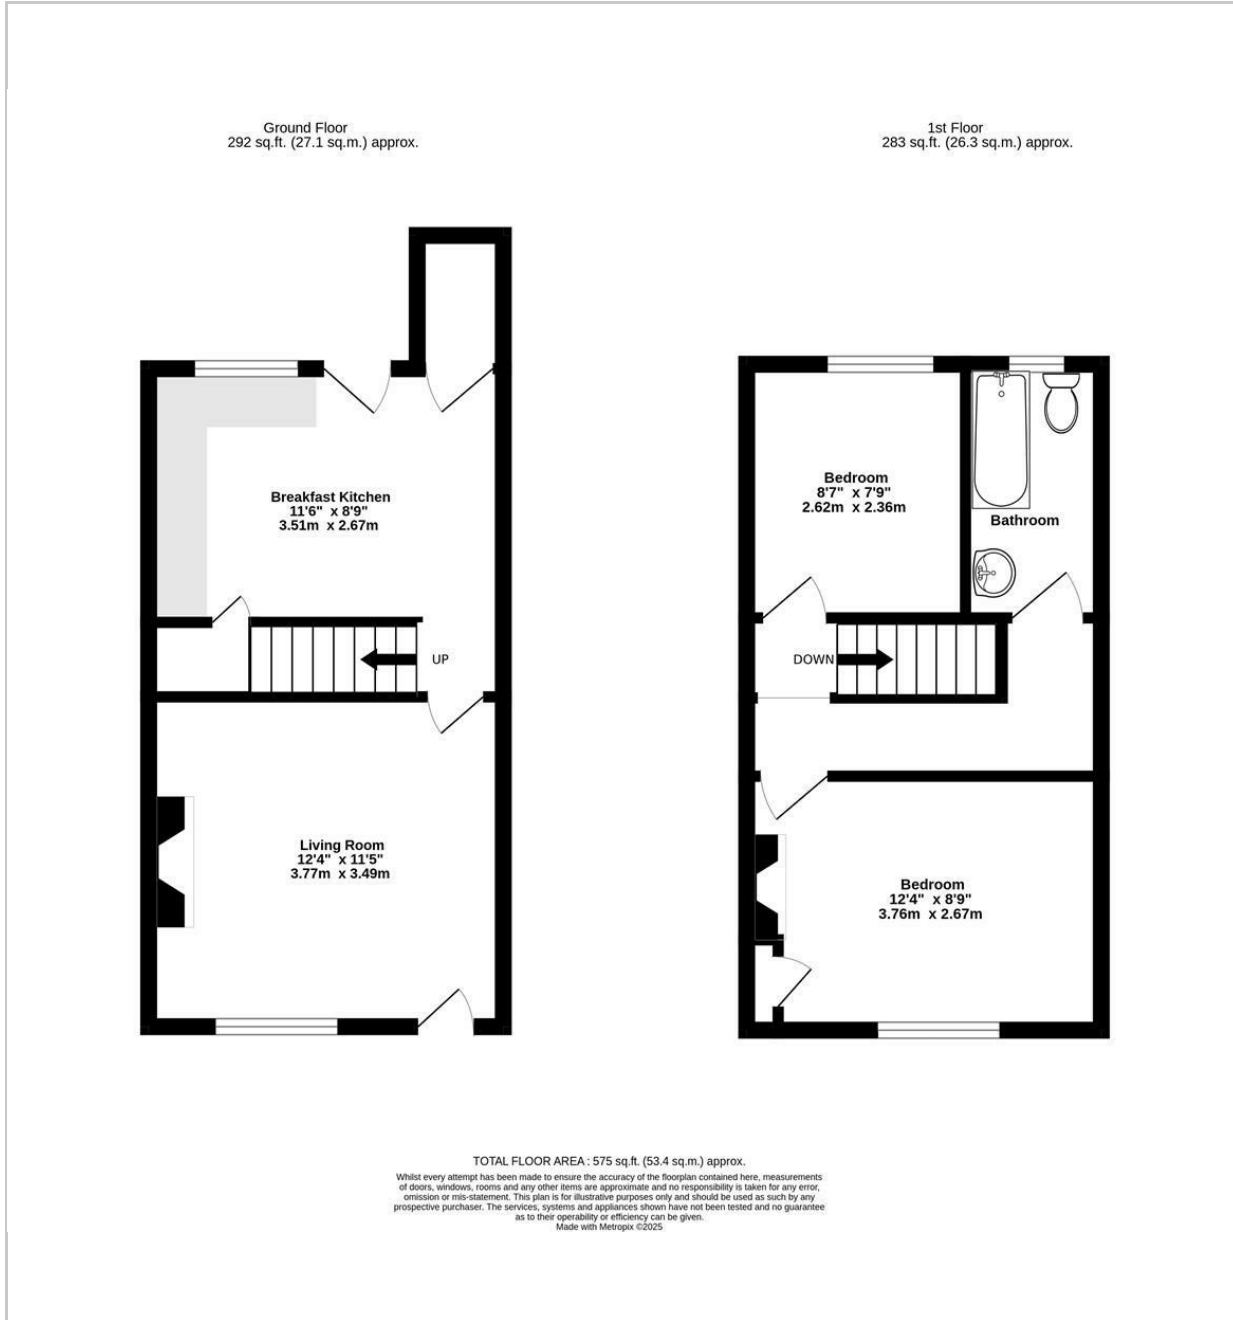 Ground Floor
292 sq.ft. (27.1 sq.m.) approx.
1st Floor
283 sq.ft. (26.3 sq.m.) approx.
Breakfast Kitchen
11'6" x 8'9"
3.51m x 2.67m
UP
Living Room
12'4" x 11'5"
3.77m x 3.49m
Bedroom
8'7" x 7'9"
2.62m x 2.36m
Bathroom
DOWN
Bedroom
12'4" x 8'9"
3.76m x 2.67m
TOTAL FLOOR AREA : 575 sq.ft. (53.4 sq.m.) approx.
Whilst every attempt has been made to ensure the accuracy of the floorplan contained here, measurements
of doors, windows, rooms and any other items are approximate and no responsibility is taken for any error,
omission or mis-statement. This plan is for illustrative purposes only and should be used as such by any
prospective purchaser. The services, systems and appliances shown have not been tested and no guarantee
as to their operability or efficiency can be given.
Made with Metropix ©2025